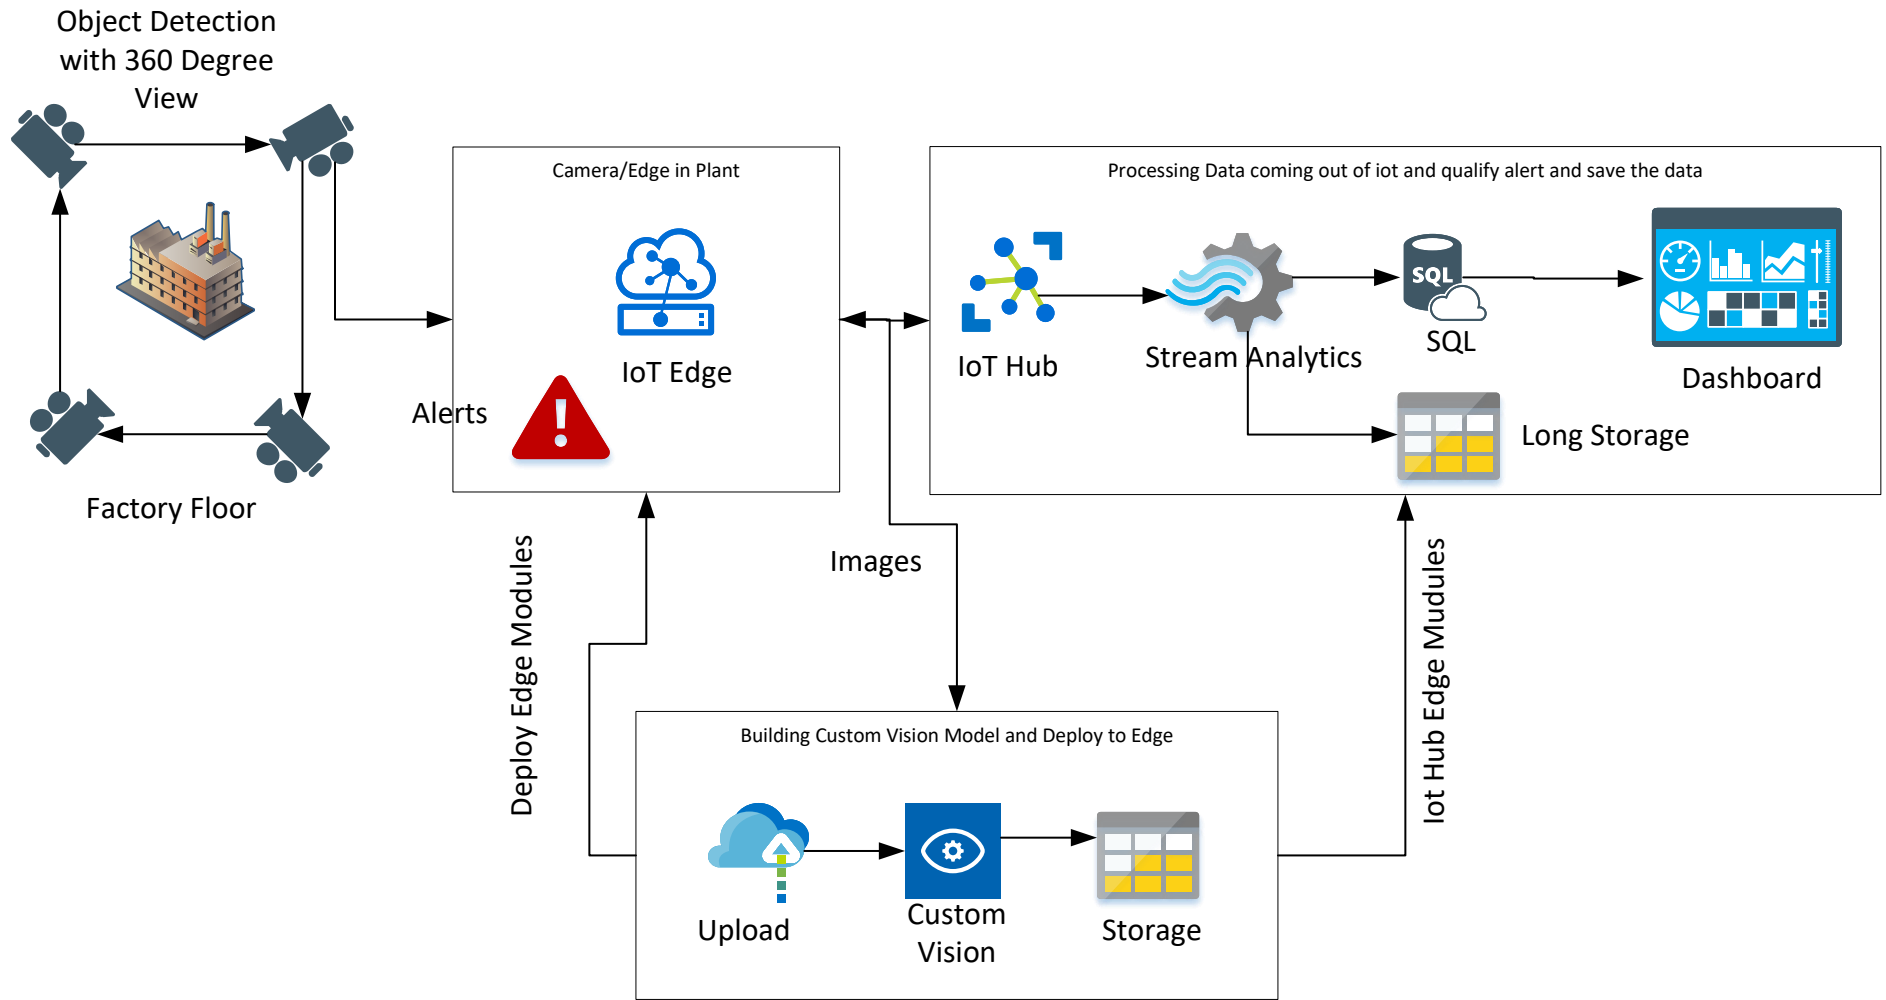 Object Detection
with 360 Degree
View
Factory Floor
Camera/Edge in Plant
IoT Edge
Alerts
Processing Data coming out of iot and qualify alert and save the data
IoT Hub
Stream Analytics
SQL
SQL
Dashboard
Long Storage
Deploy Edge Modules
Images
Iot Hub Edge Mudules
Building Custom Vision Model and Deploy to Edge
Upload
Custom
Vision
Storage